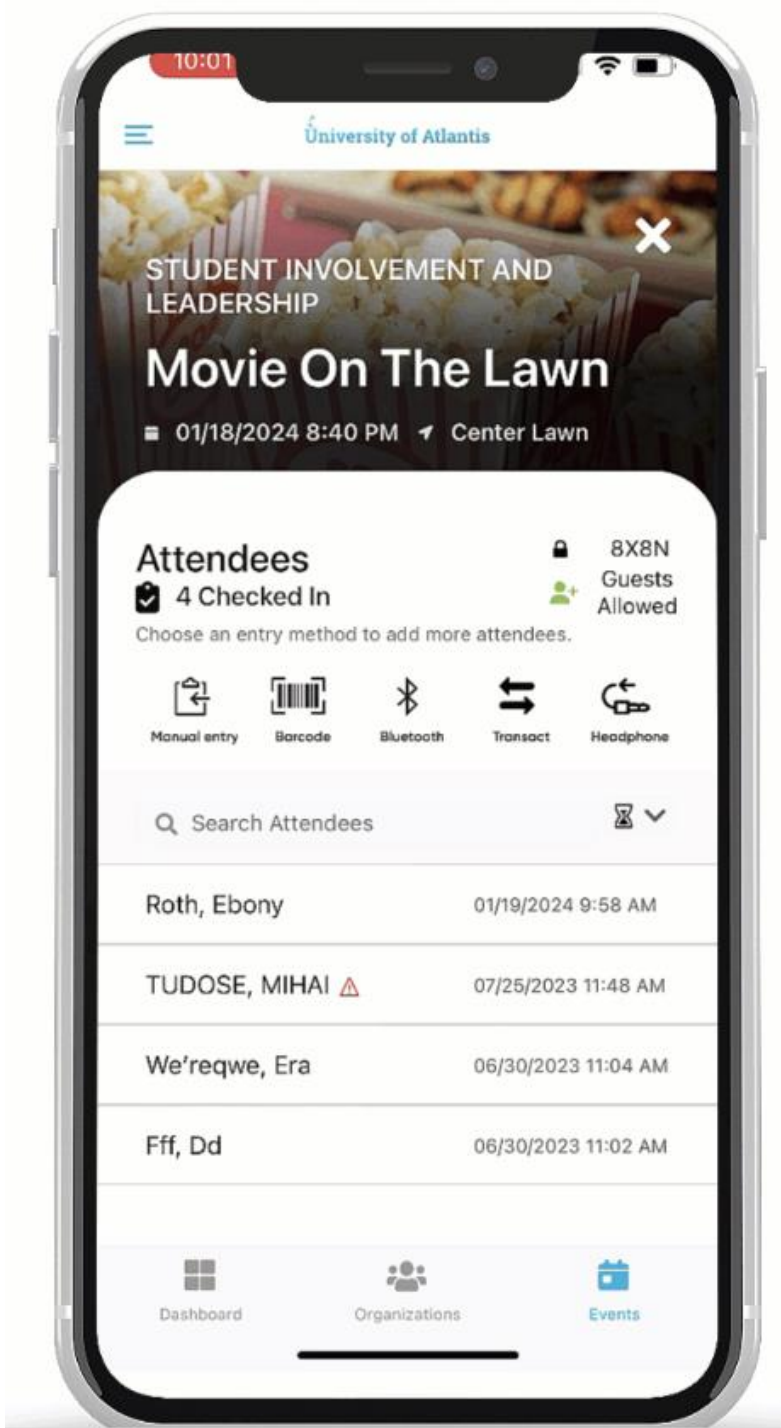 10:01
University of Atlantis
STUDENT INVOLVEMENT AND
LEADERSHIP
Movie On The Lawn
01/18/2024 8:40 PM Center Lawn
Attendees
8X8N
4 Checked In
Guests
Allowed
Choose an entry method to add more attendees.
Manual entry Barcode Bluetooth Transact Headphone
Search Attendees
Roth, Ebony 01/19/2024 9:58 AM
TUDOSE, MIHAI 07/25/2023 11:48 AM
We'reqwe, Era 06/30/2023 11:04 AM
Fff, Dd 06/30/2023 11:02 AM
Dashboard Organizations Events